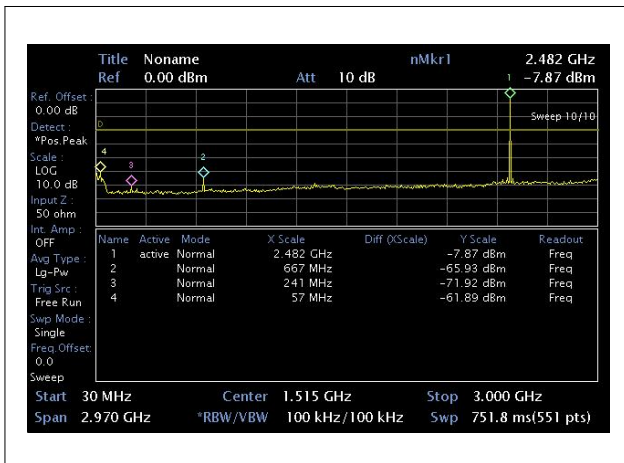 Title Noname nMkr1 2.482 GHz
Ref 0.00 dBm Att 10 dB 1 -7.87 dBm
Ref. Offset :
0.00 dB
Detect :
*Pos.Peak
Scale :
LOG
10.0 dB
Input Z :
50 ohm
Int. Amp :
OFF
Avg Type :
Lg-Pw
Trig Src :
Free Run
Swp Mode :
Single
Freq.Offset:
0.0
Sweep
Sweep 10/10
D
4
3
2
Name Active Mode X Scale Diff (XScale) Y Scale Readout
1 active Normal 2.482 GHz -7.87 dBm Freq
2 Normal 667 MHz -65.93 dBm Freq
3 Normal 241 MHz -71.92 dBm Freq
4 Normal 57 MHz -61.89 dBm Freq
Start 30 MHz Center 1.515 GHz Stop 3.000 GHz
Span 2.970 GHz *RBW/VBW 100 kHz/100 kHz Swp 751.8 ms(551 pts)